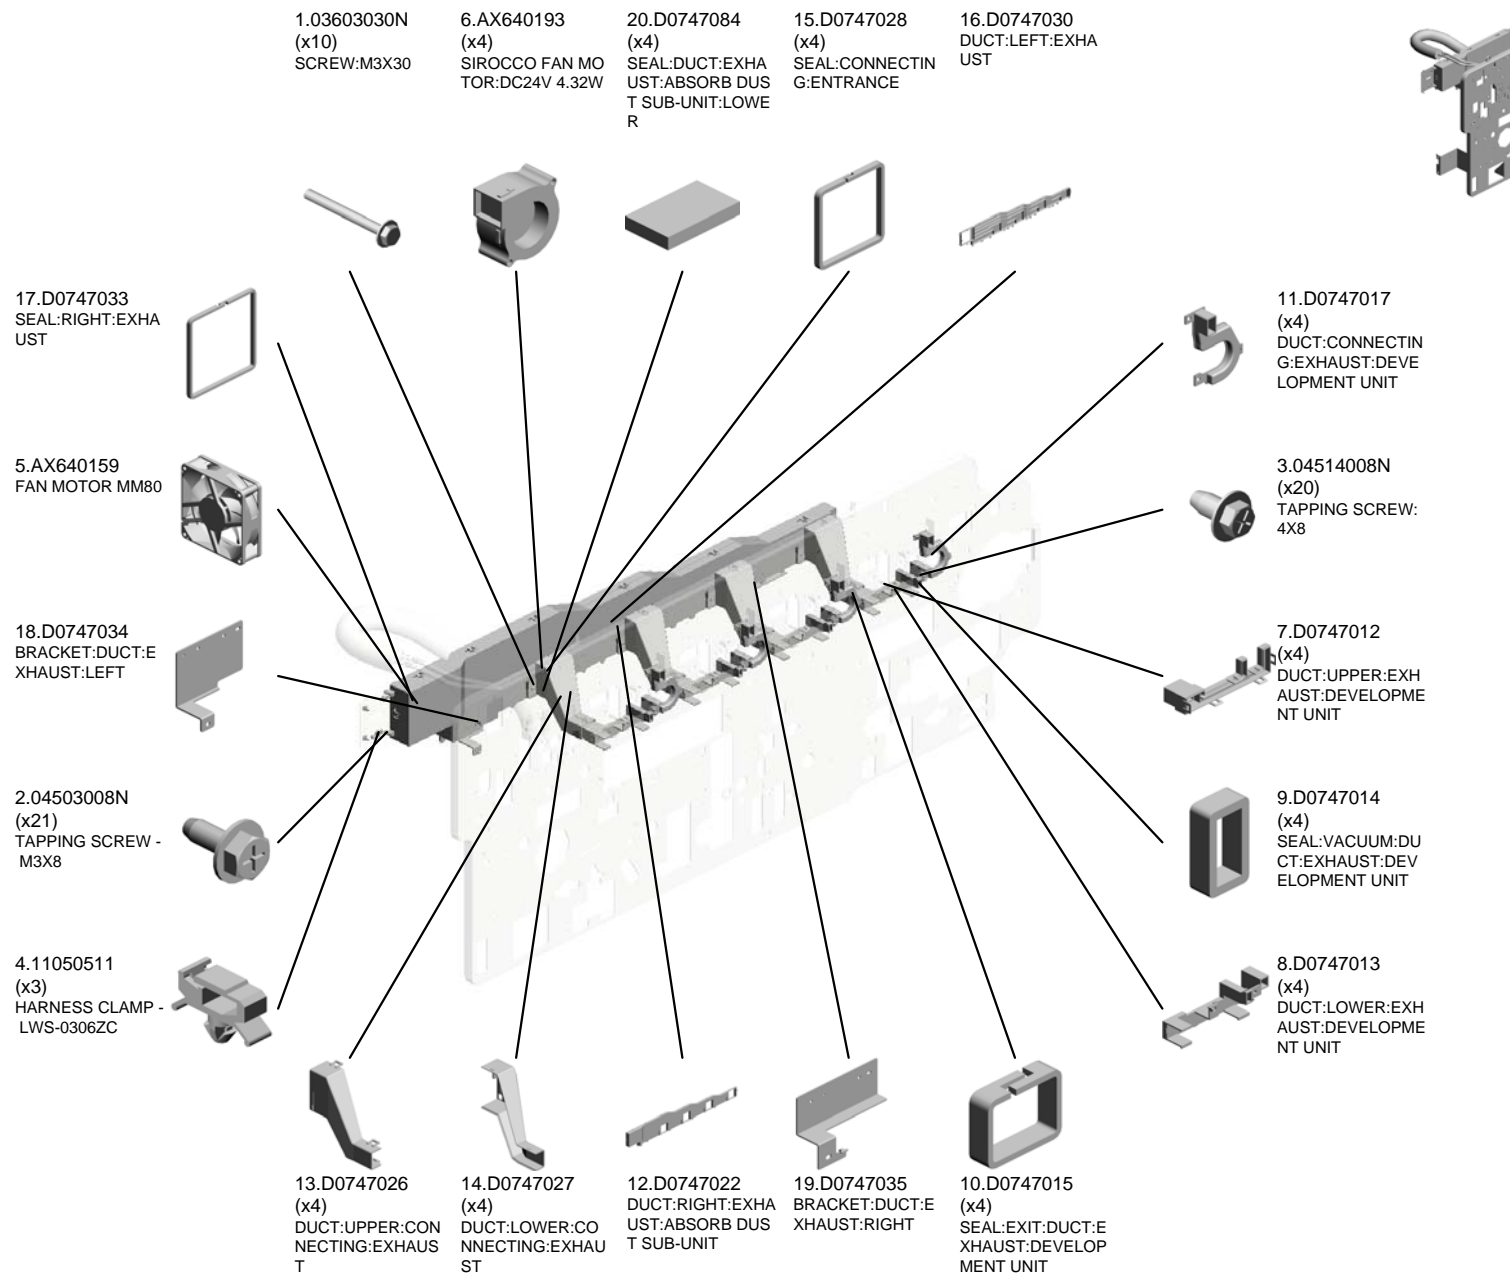 1.03603030N
(x10)
SCREW:M3X30
6.AX640193
(x4)
SIROCCO FAN MO
TOR:DC24V 4.32W
20.D0747084
(x4)
SEAL:DUCT:EXHA
UST:ABSORB DUS
T SUB-UNIT:LOWE
R
15.D0747028
(x4)
SEAL:CONNECTIN
G:ENTRANCE
16.D0747030
DUCT:LEFT:EXHA
UST
17.D0747033
SEAL:RIGHT:EXHA
UST
11.D0747017
(x4)
DUCT:CONNECTIN
G:EXHAUST:DEVE
LOPMENT UNIT
5.AX640159
FAN MOTOR MM80
3.04514008N
(x20)
TAPPING SCREW:
4X8
18.D0747034
BRACKET:DUCT:E
XHAUST:LEFT
7.D0747012
(x4)
DUCT:UPPER:EXH
AUST:DEVELOPME
NT UNIT
2.04503008N
(x21)
TAPPING SCREW -
M3X8
9.D0747014
(x4)
SEAL:VACUUM:DU
CT:EXHAUST:DEV
ELOPMENT UNIT
4.11050511
(x3)
HARNESS CLAMP -
LWS-0306ZC
8.D0747013
(x4)
DUCT:LOWER:EXH
AUST:DEVELOPME
NT UNIT
13.D0747026
(x4)
DUCT:UPPER:CON
NECTING:EXHAUS
T
14.D0747027
(x4)
DUCT:LOWER:CO
NNECTING:EXHAU
ST
12.D0747022
DUCT:RIGHT:EXHA
UST:ABSORB DUS
T SUB-UNIT
19.D0747035
BRACKET:DUCT:E
XHAUST:RIGHT
10.D0747015
(x4)
SEAL:EXIT:DUCT:E
XHAUST:DEVELOP
MENT UNIT